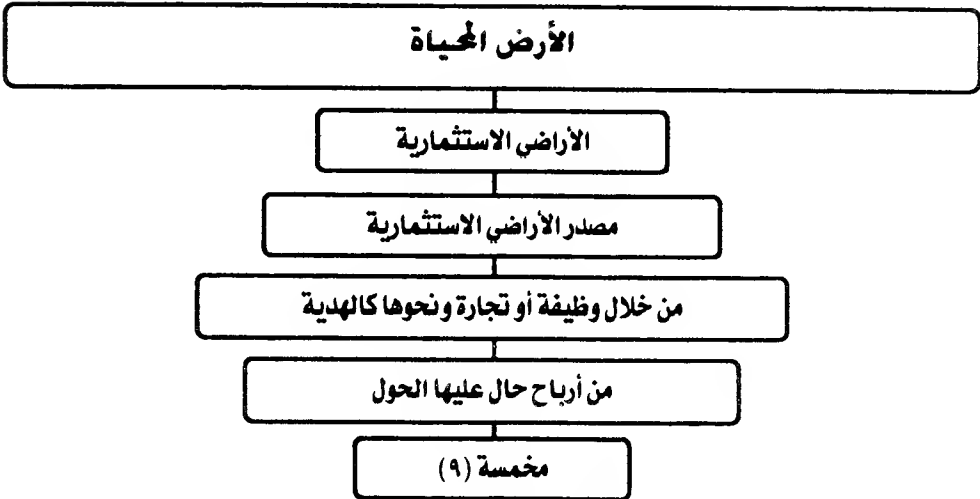 الأرض المحياة
الأراضي الاستثمارية
مصدر الأراضي الاستثمارية
من خلال وظيفة أو تجارة ونحوها كالهدية
من أرباح حال عليها الحول
مخمسة (٩)